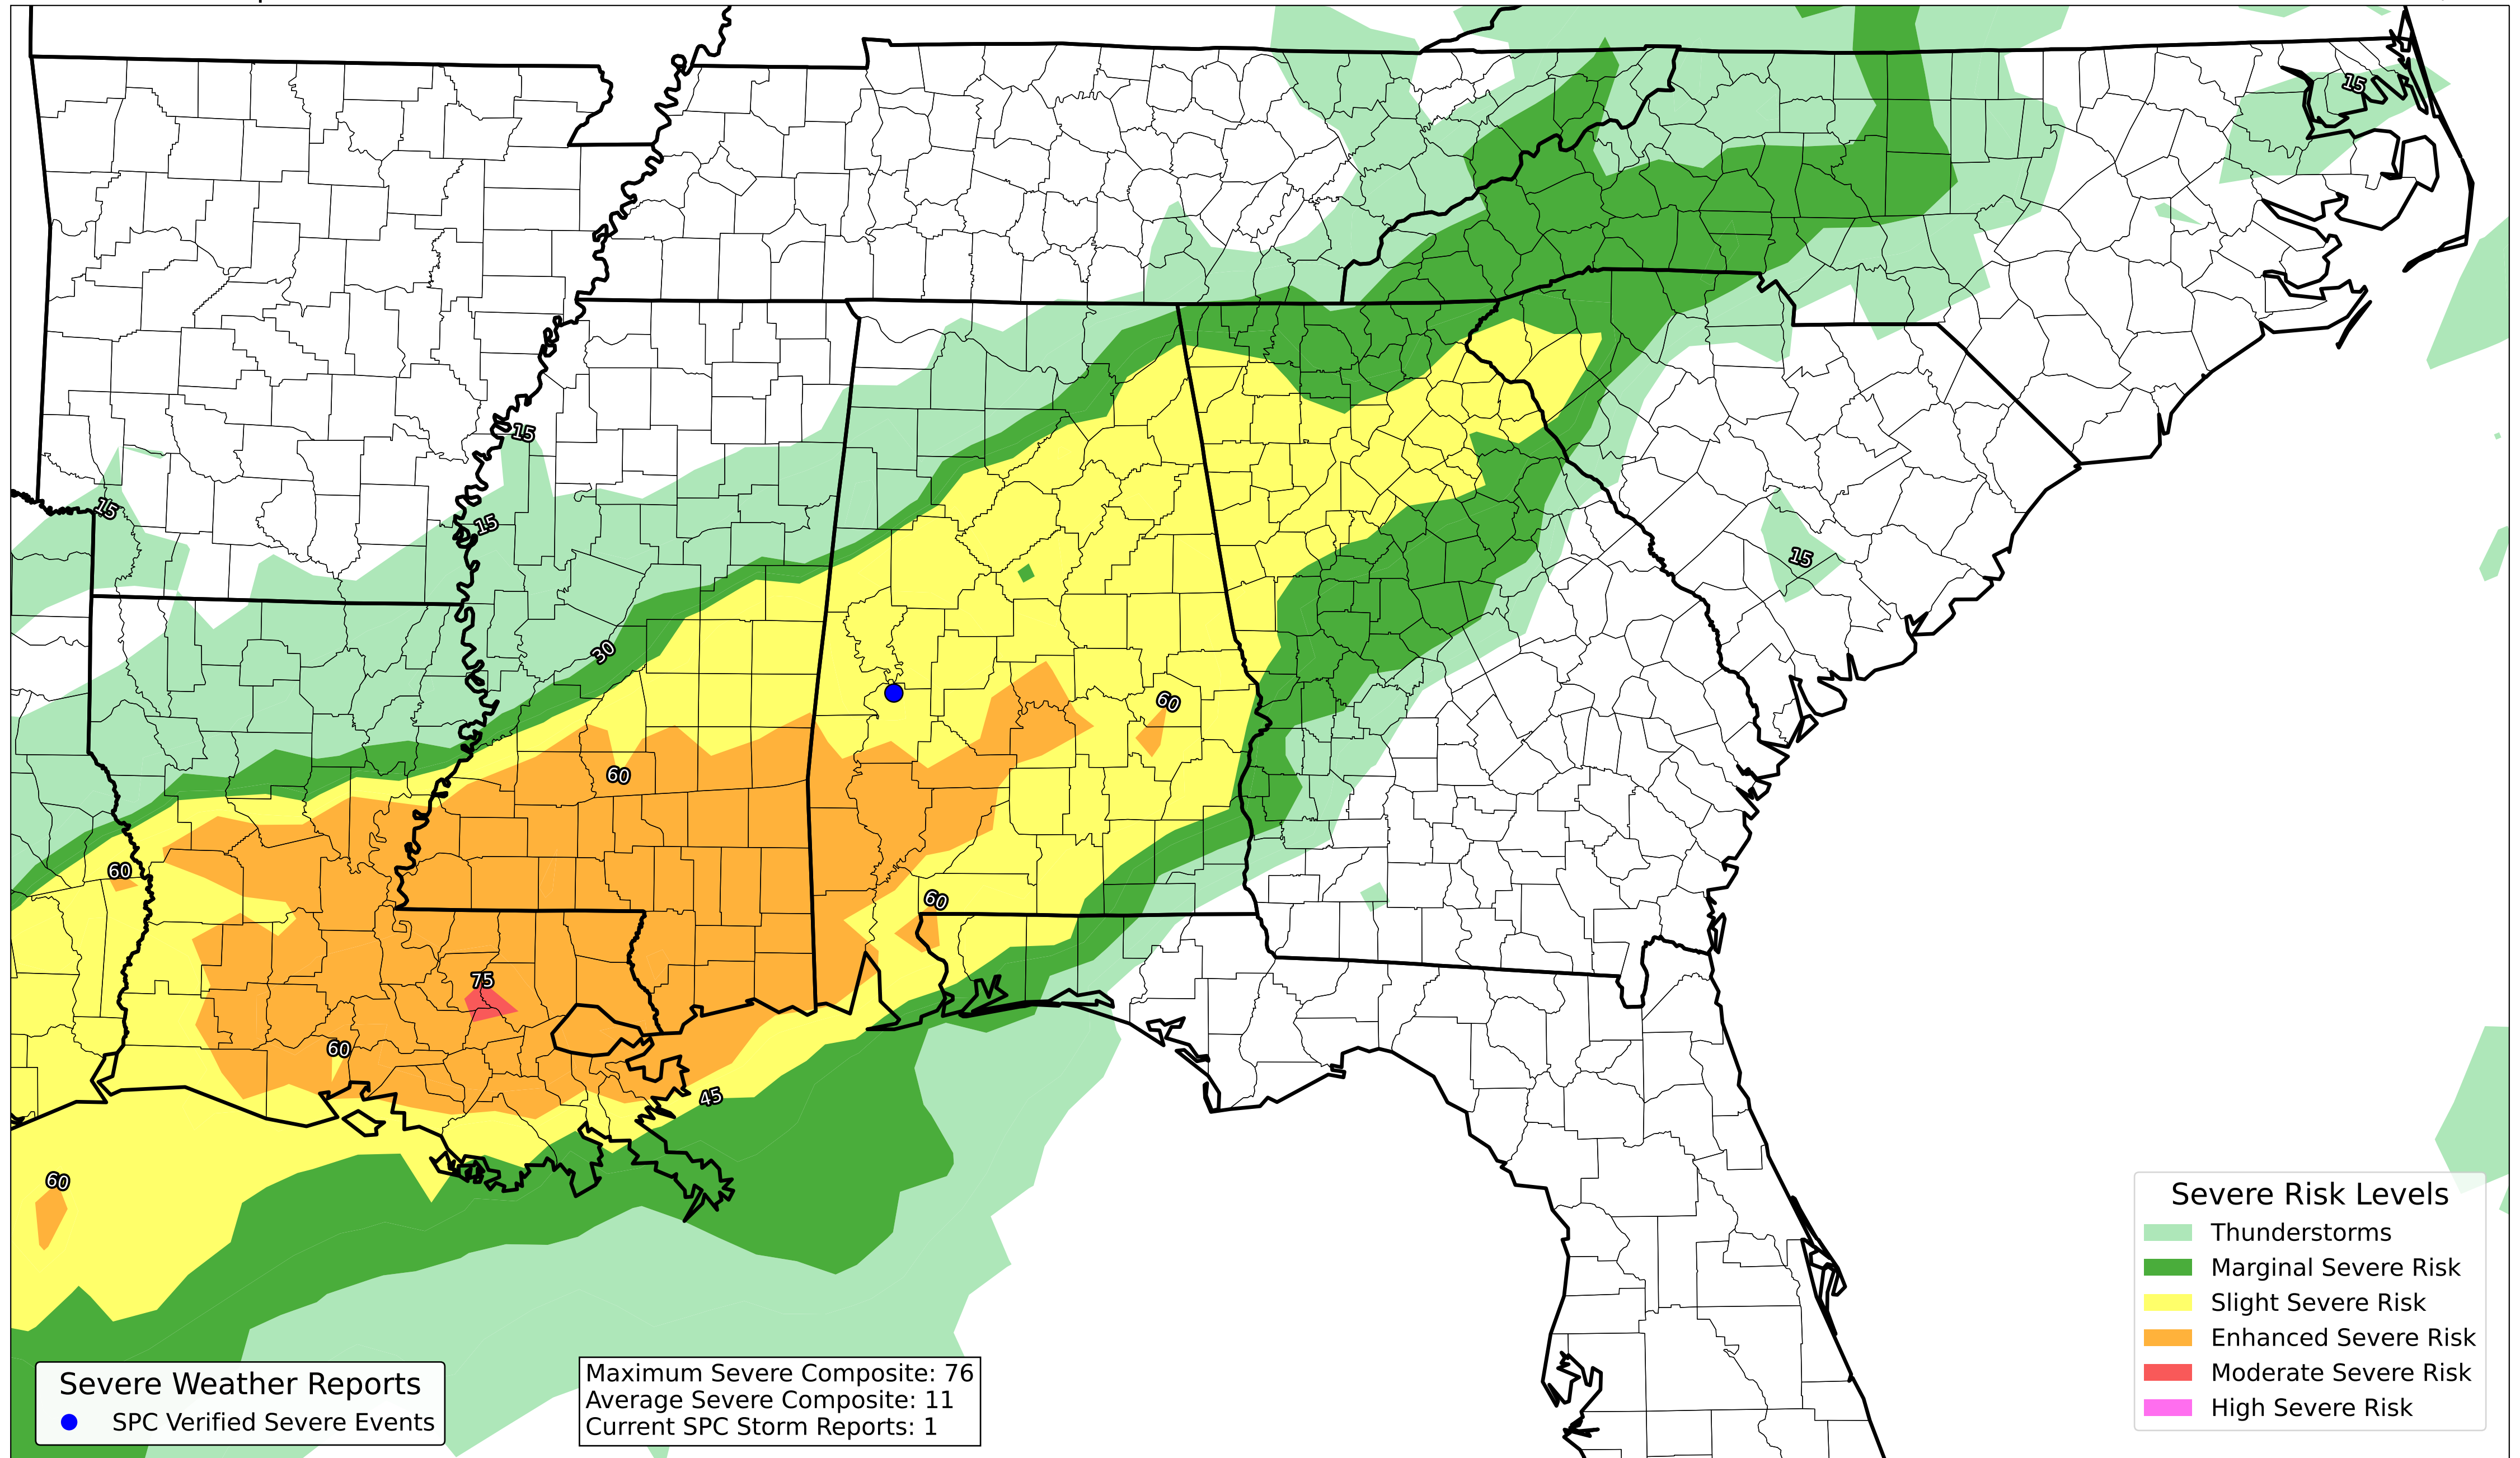 15
15
15
15
15
30
60
60
60
60
75
60
45
60
Severe Risk Levels
Thunderstorms
Marginal Severe Risk
Slight Severe Risk
Enhanced Severe Risk
Moderate Severe Risk
High Severe Risk
Severe Weather Reports
SPC Verified Severe Events
Maximum Severe Composite: 76
Average Severe Composite: 11
Current SPC Storm Reports: 1